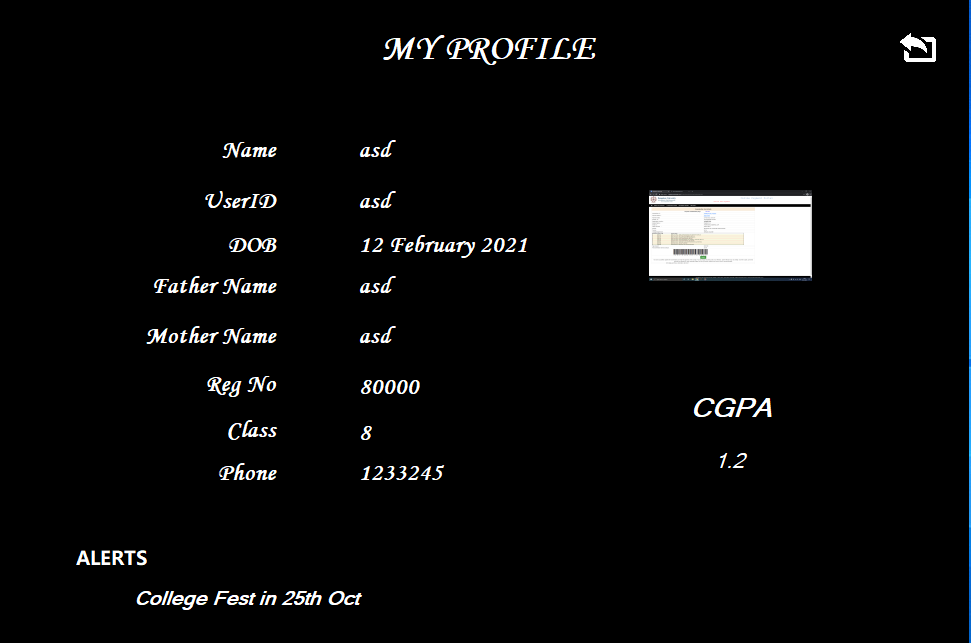 MY PROFILE
Name asd
UserID asd
DOB 12 February 2021
Father Name asd
Mother Name asd
Reg No 80000
Class 8
Phone 1233245
CGPA
1.2
ALERTS
College Fest in 25th Oct